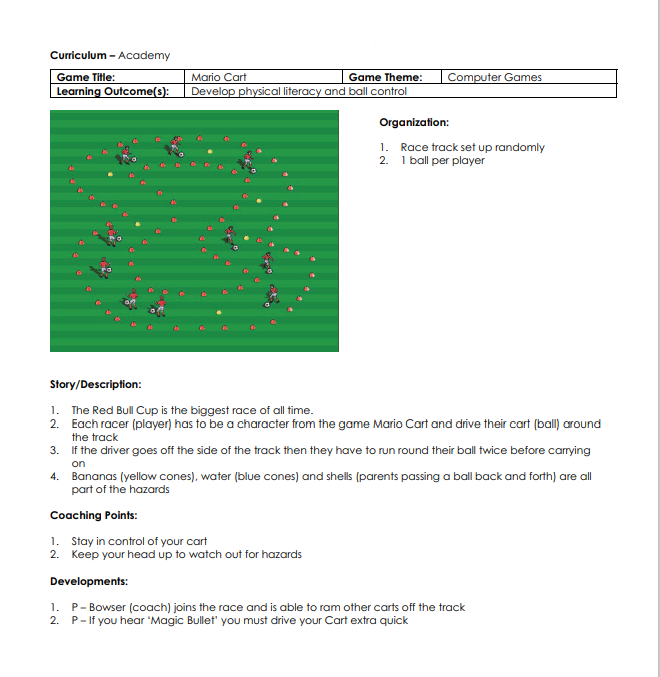 Curriculum – Academy
Game Title: Mario Cart Game Theme: Computer Games
Learning Outcome(s): Develop physical literacy and ball control
Organization:
1. Race track set up randomly
2. 1 ball per player
Story/Description:
1. The Red Bull Cup is the biggest race of all time.
2. Each racer (player) has to be a character from the game Mario Cart and drive their cart (ball) around
the track
3. If the driver goes off the side of the track then they have to run round their ball twice before carrying
on
4. Bananas (yellow cones), water (blue cones) and shells (parents passing a ball back and forth) are all
part of the hazards
Coaching Points:
1. Stay in control of your cart
2. Keep your head up to watch out for hazards
Developments:
1. P – Bowser (coach) joins the race and is able to ram other carts off the track
2. P – If you hear ‘Magic Bullet’ you must drive your Cart extra quick